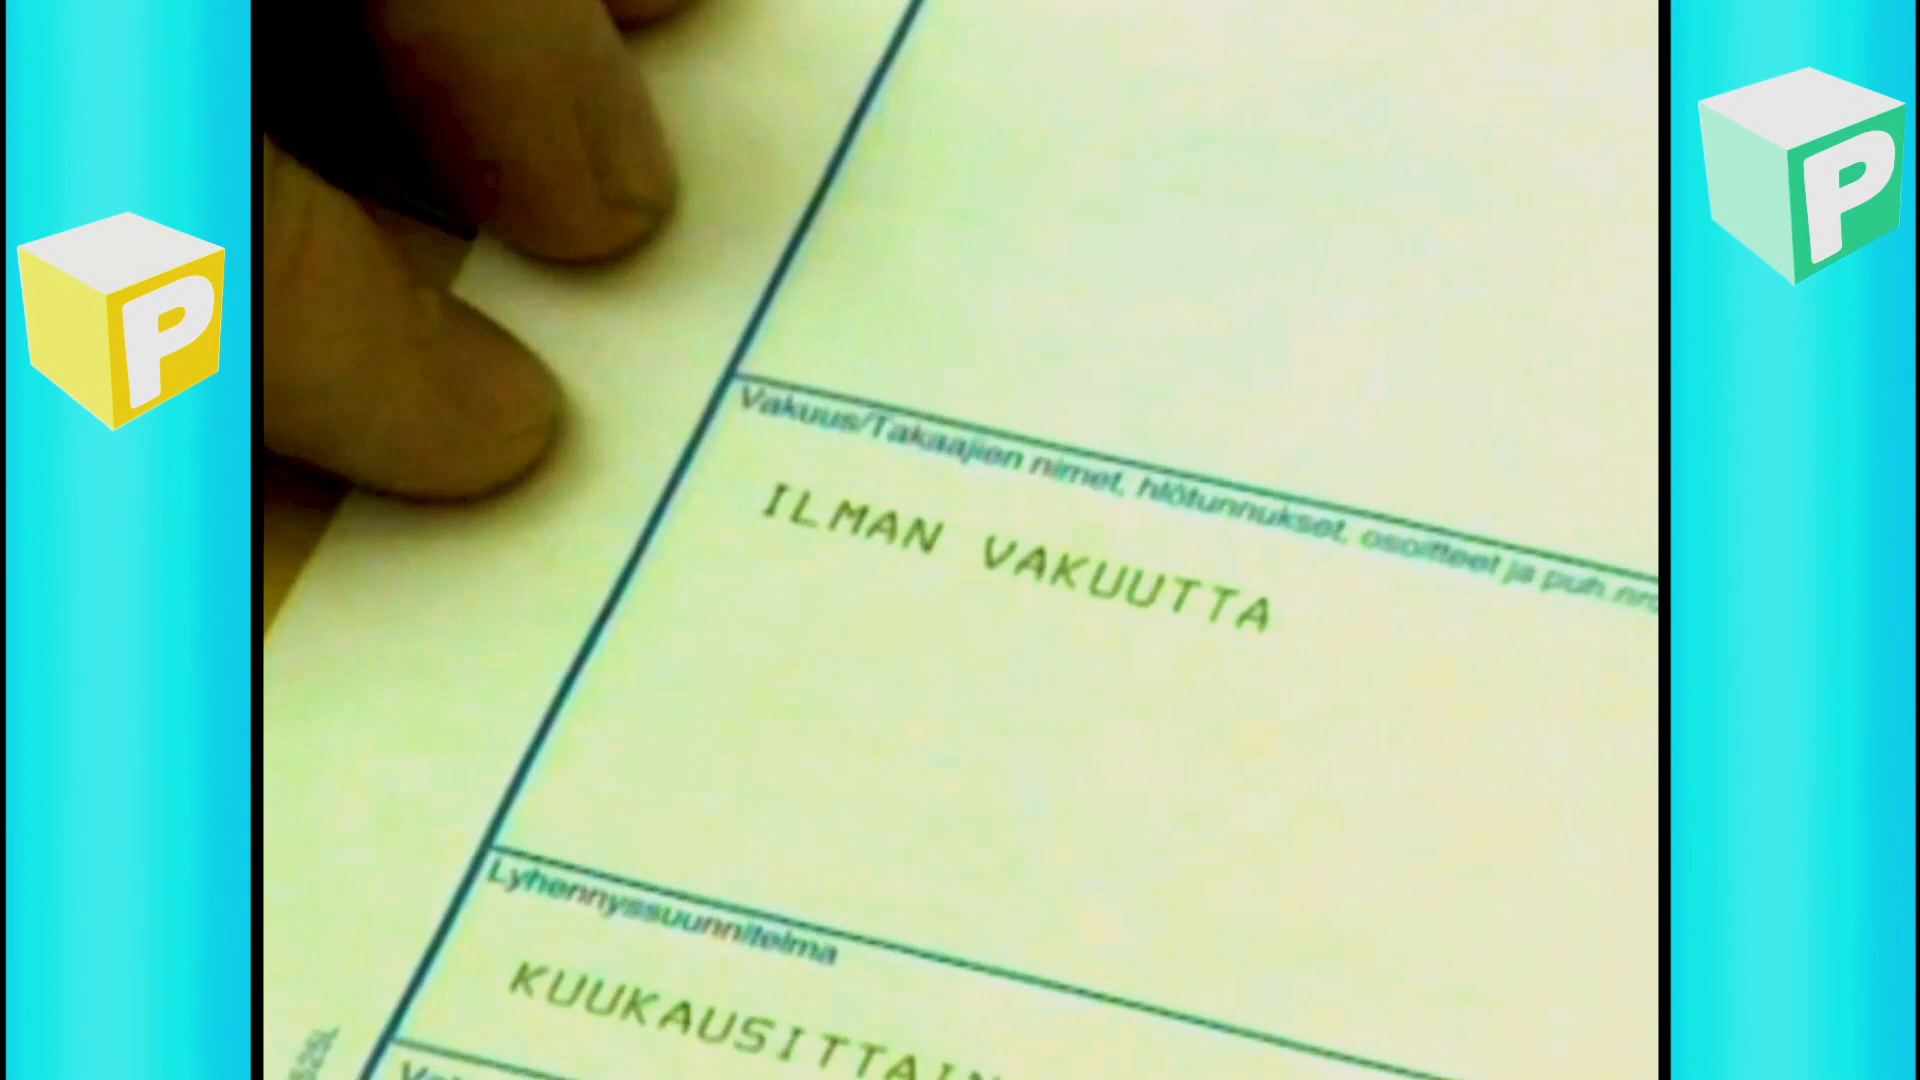 P
P
Vakuus/Takaajien nimet, hlötunnukset, osoitteet ja puh.nro
ILMAN VAKUUTTA
Lyhennyssuunnitelma
KUUKAUSITTAIN